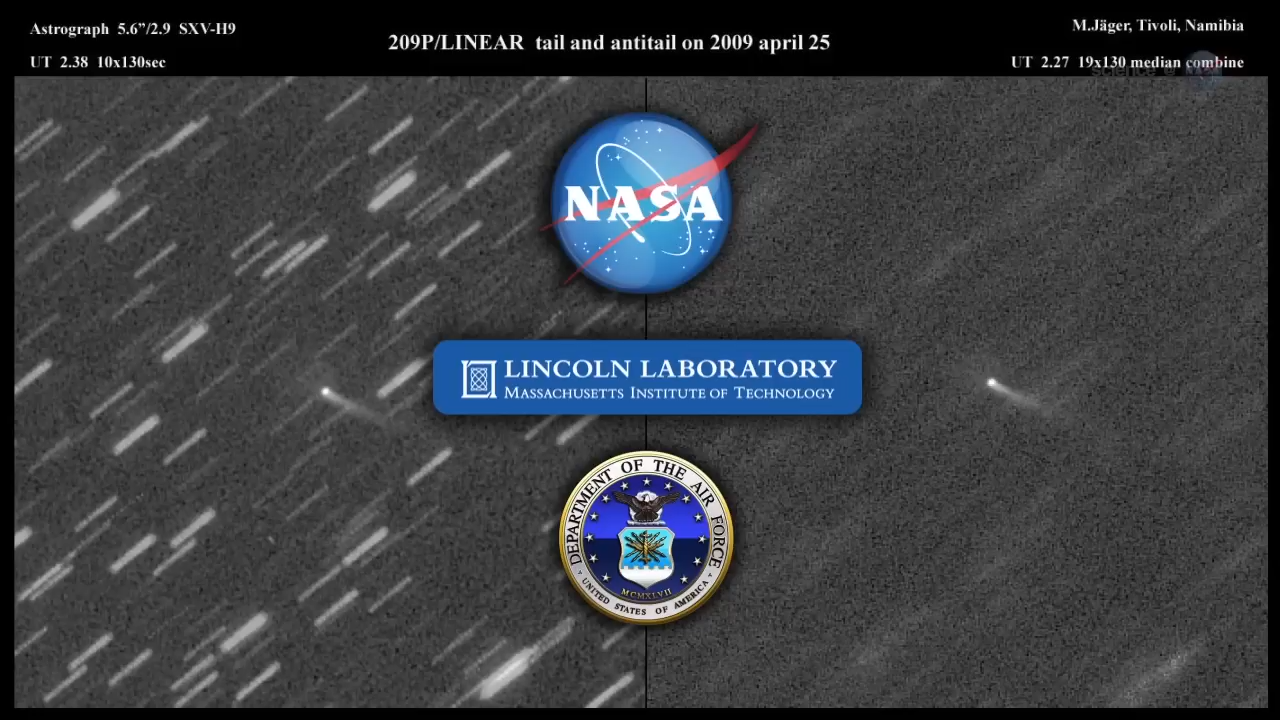 Astrograph 5.6”/2.9 SXV-H9
UT 2.38 10x130sec
209P/LINEAR tail and antitail on 2009 april 25
M.Jäger, Tivoli, Namibia
UT 2.27 19x130 median combine
science@NASA
NASA
LINCOLN LABORATORY
MASSACHUSETTS INSTITUTE OF TECHNOLOGY
DEPARTMENT OF THE AIR FORCE
MCMXLVII
UNITED STATES OF AMERICA